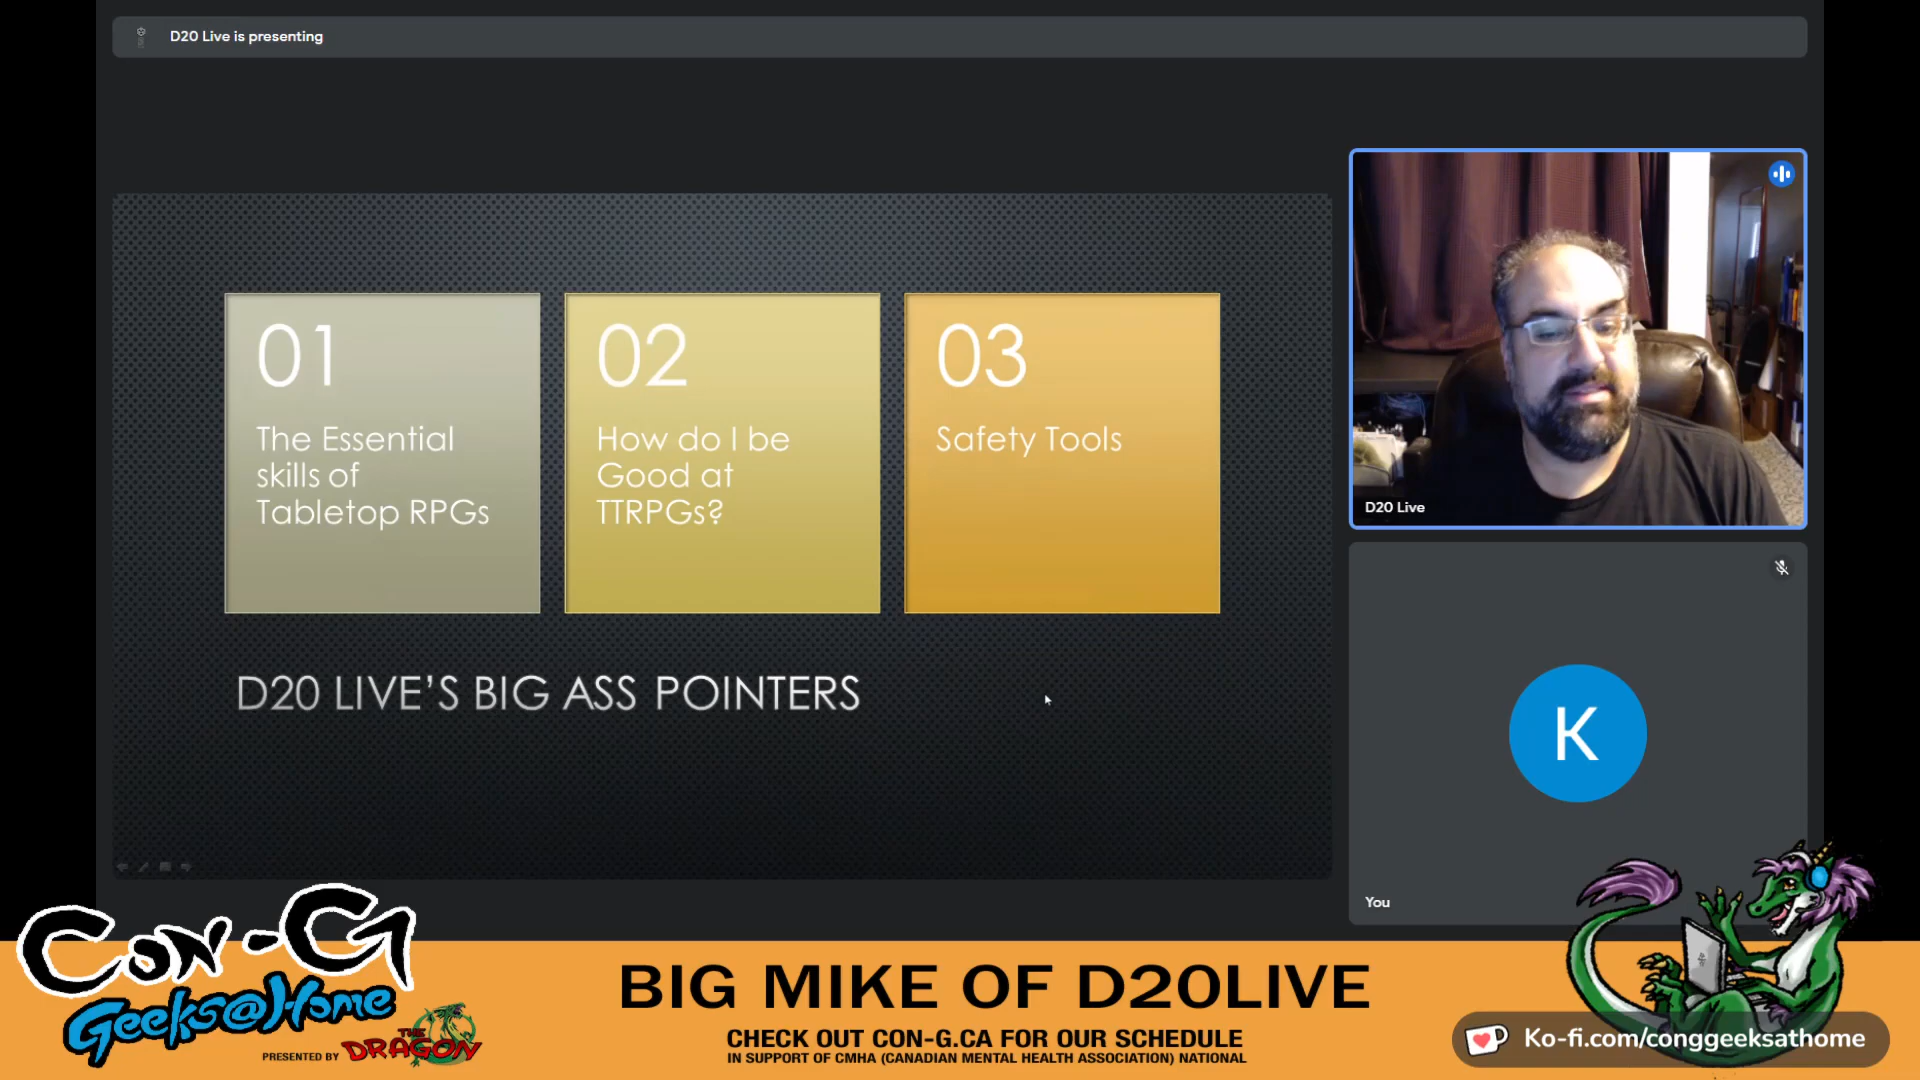 D20 Live is presenting
01
The Essential
skills of
Tabletop RPGs
02
How do I be
Good at
TTRPGs?
03
Safety Tools
D20 LIVE'S BIG ASS POINTERS
D20 Live
K
You
CON-G
Geeks@Home
PRESENTED BY THE DRAGON
BIG MIKE OF D20LIVE
CHECK OUT CON-G.CA FOR OUR SCHEDULE
IN SUPPORT OF CMHA (CANADIAN MENTAL HEALTH ASSOCIATION) NATIONAL
Ko-fi.com/conggeeksathome